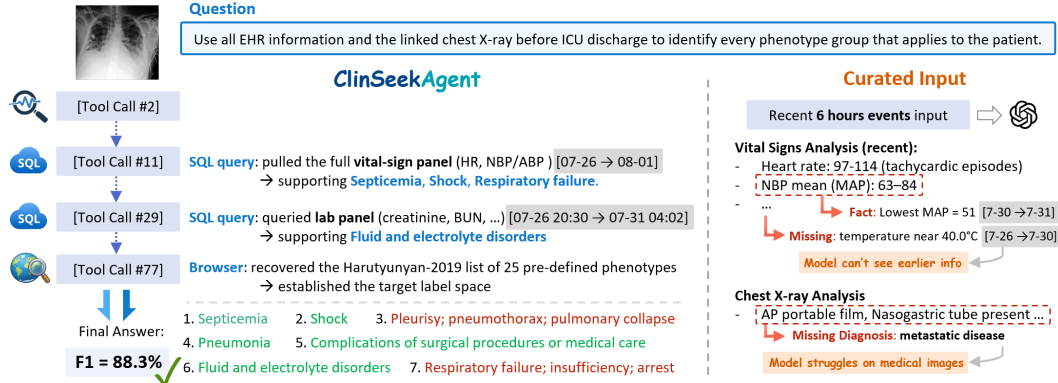 Question
Use all EHR information and the linked chest X-ray before ICU discharge to identify every phenotype group that applies to the patient.
ClinSeekAgent
[Tool Call #2]
SQL
[Tool Call #11]
SQL query: pulled the full vital-sign panel (HR, NBP/ABP ) [07-26 → 08-01]
→ supporting Septicemia, Shock, Respiratory failure.
SQL
[Tool Call #29]
SQL query: queried lab panel (creatinine, BUN, ...) [07-26 20:30 → 07-31 04:02]
→ supporting Fluid and electrolyte disorders
[Tool Call #77]
Browser: recovered the Harutyunyan-2019 list of 25 pre-defined phenotypes
→ established the target label space
Final Answer:
F1 = 88.3%
1. Septicemia 2. Shock 3. Pleurisy; pneumothorax; pulmonary collapse
4. Pneumonia 5. Complications of surgical procedures or medical care
6. Fluid and electrolyte disorders 7. Respiratory failure; insufficiency; arrest
Curated Input
Recent 6 hours events input
Vital Signs Analysis (recent):
- Heart rate: 97-114 (tachycardic episodes)
- NBP mean (MAP): 63–84
- ...
Fact: Lowest MAP = 51 [7-30 →7-31]
Missing: temperature near 40.0°C [7-26 →7-30]
Model can't see earlier info
Chest X-ray Analysis
- AP portable film, Nasogastric tube present ...
Missing Diagnosis: metastatic disease
Model struggles on medical images